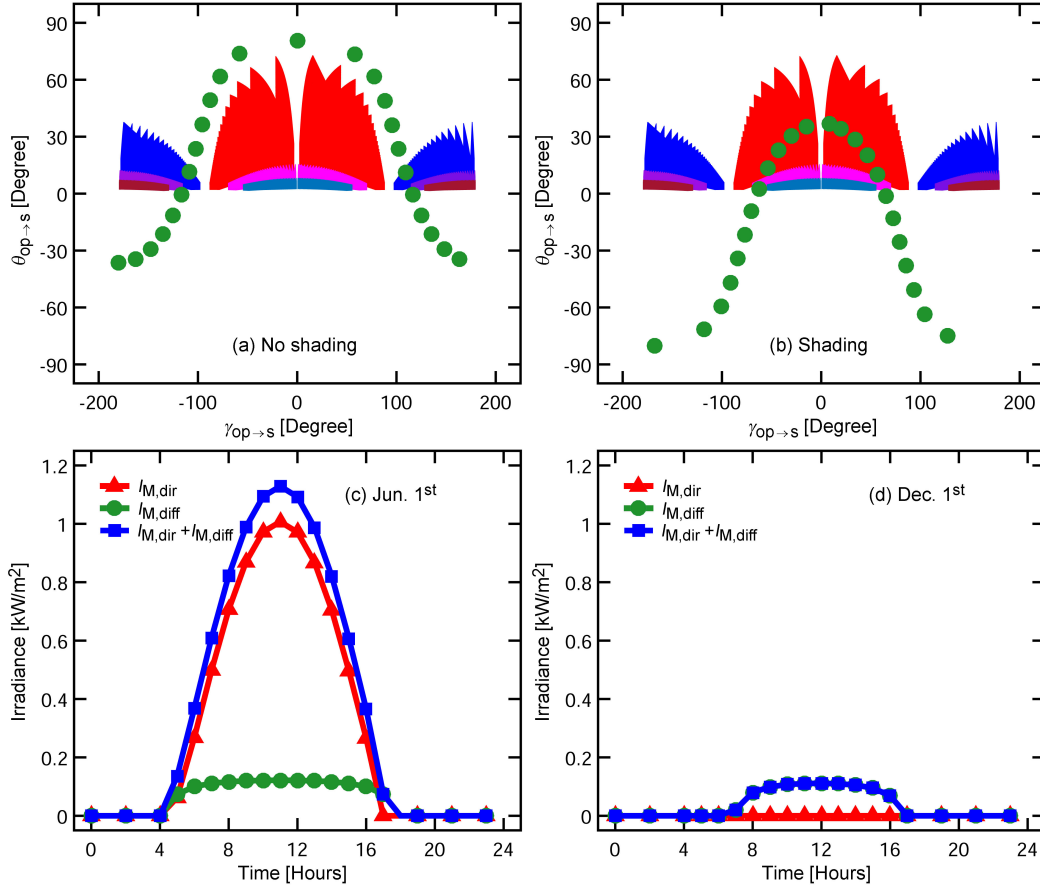 90
60
30
0
-30
-60
-90
θop→s [Degree]
(a) No shading
-200
-100
0
100
200
γop→s [Degree]
90
60
30
0
-30
-60
-90
θop→s [Degree]
(b) Shading
-200
-100
0
100
200
γop→s [Degree]
1.2
1
0.8
0.6
0.4
0.2
0
Irradiance [kW/m2]
IM,dir
IM,diff
IM,dir +IM,diff
(c) Jun. 1st
0
4
8
12
16
20
24
Time [Hours]
1.2
1
0.8
0.6
0.4
0.2
0
Irradiance [kW/m2]
IM,dir
IM,diff
IM,dir +IM,diff
(d) Dec. 1st
0
4
8
12
16
20
24
Time [Hours]